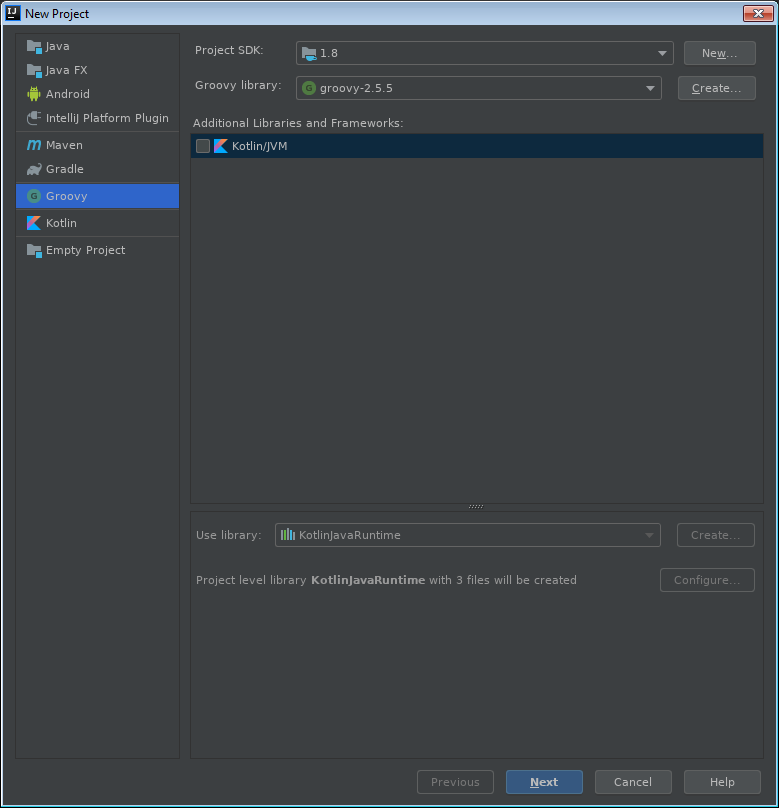 New Project
Java
Java FX
Android
IntelliJ Platform Plugin
Maven
Gradle
Groovy
Kotlin
Empty Project
Project SDK: 1.8 New...
Groovy library: groovy-2.5.5 Create...
Additional Libraries and Frameworks:
Kotlin/JVM
Use library: KotlinJavaRuntime Create...
Project level library KotlinJavaRuntime with 3 files will be created Configure...
Previous Next Cancel Help